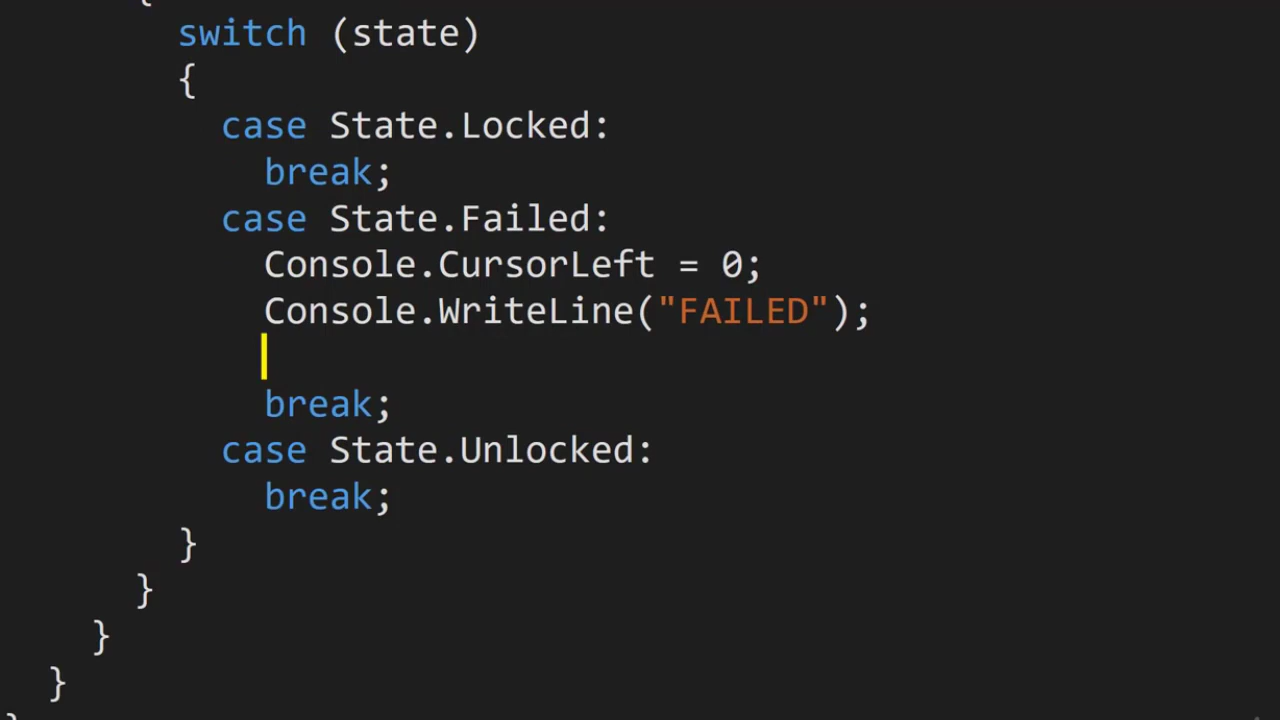 {
switch (state)
{
case State.Locked:
break;
case State.Failed:
Console.CursorLeft = 0;
Console.WriteLine("FAILED");
break;
case State.Unlocked:
break;
}
}
}
}
}